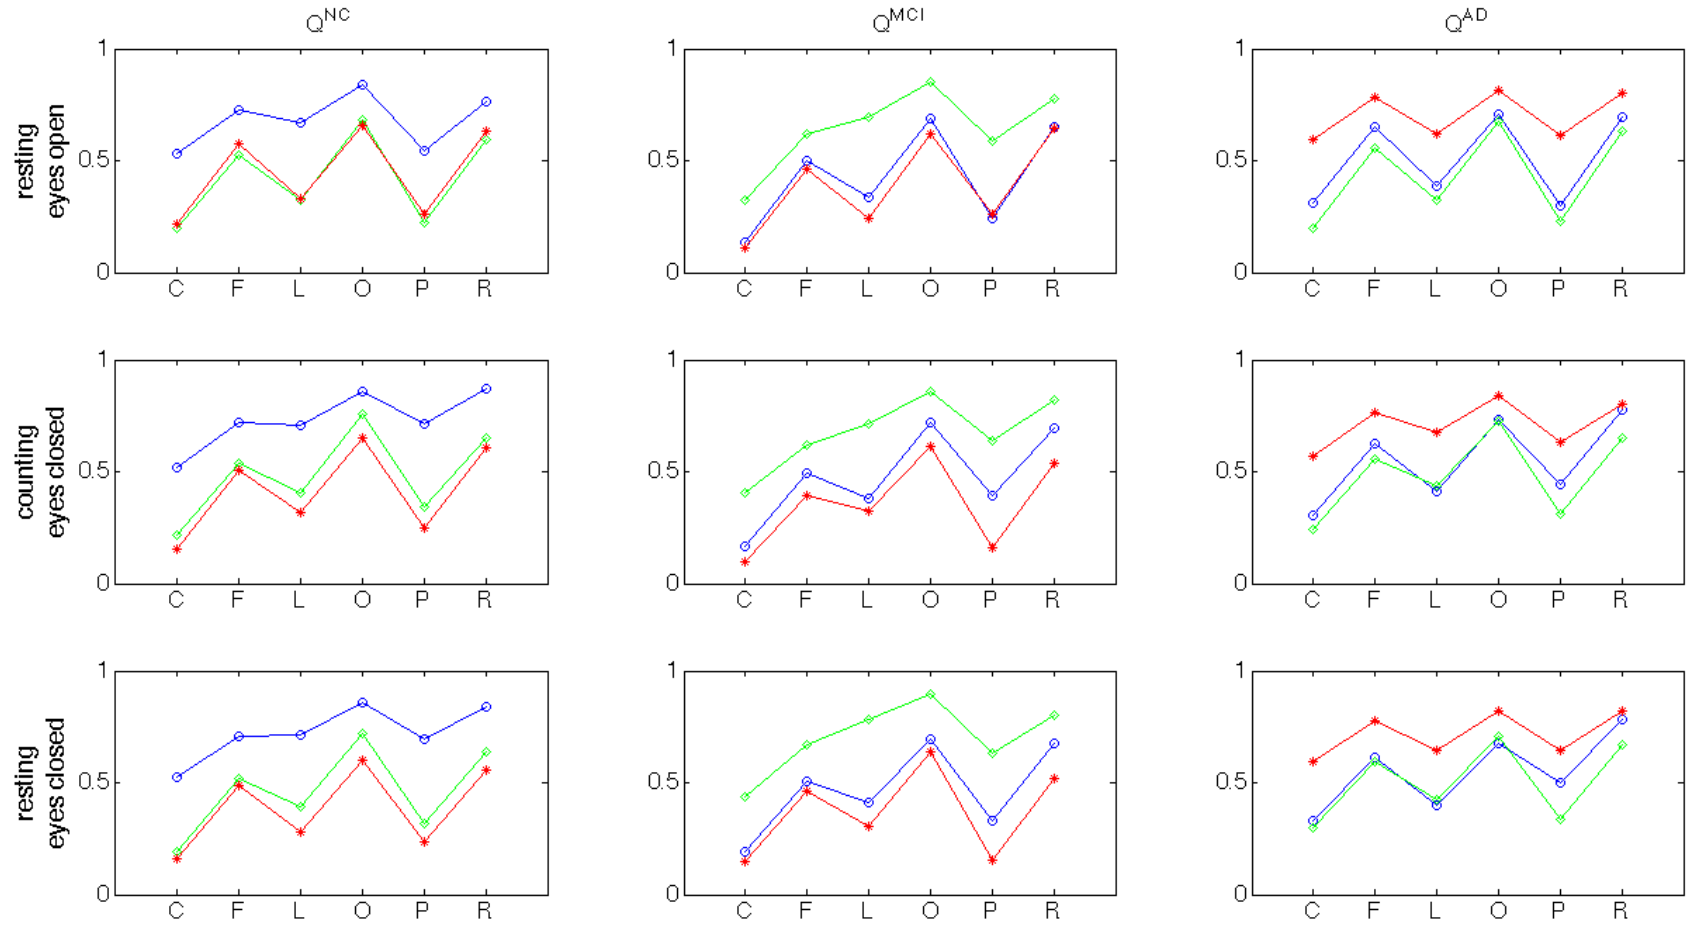 Q^NC Q^MCI Q^AD
resting
eyes open
1 1 1
0.5 0.5 0.5
0 0 0
C F L O P R C F L O P R C F L O P R
counting
eyes closed
1 1 1
0.5 0.5 0.5
0 0 0
C F L O P R C F L O P R C F L O P R
resting
eyes closed
1 1 1
0.5 0.5 0.5
0 0 0
C F L O P R C F L O P R C F L O P R